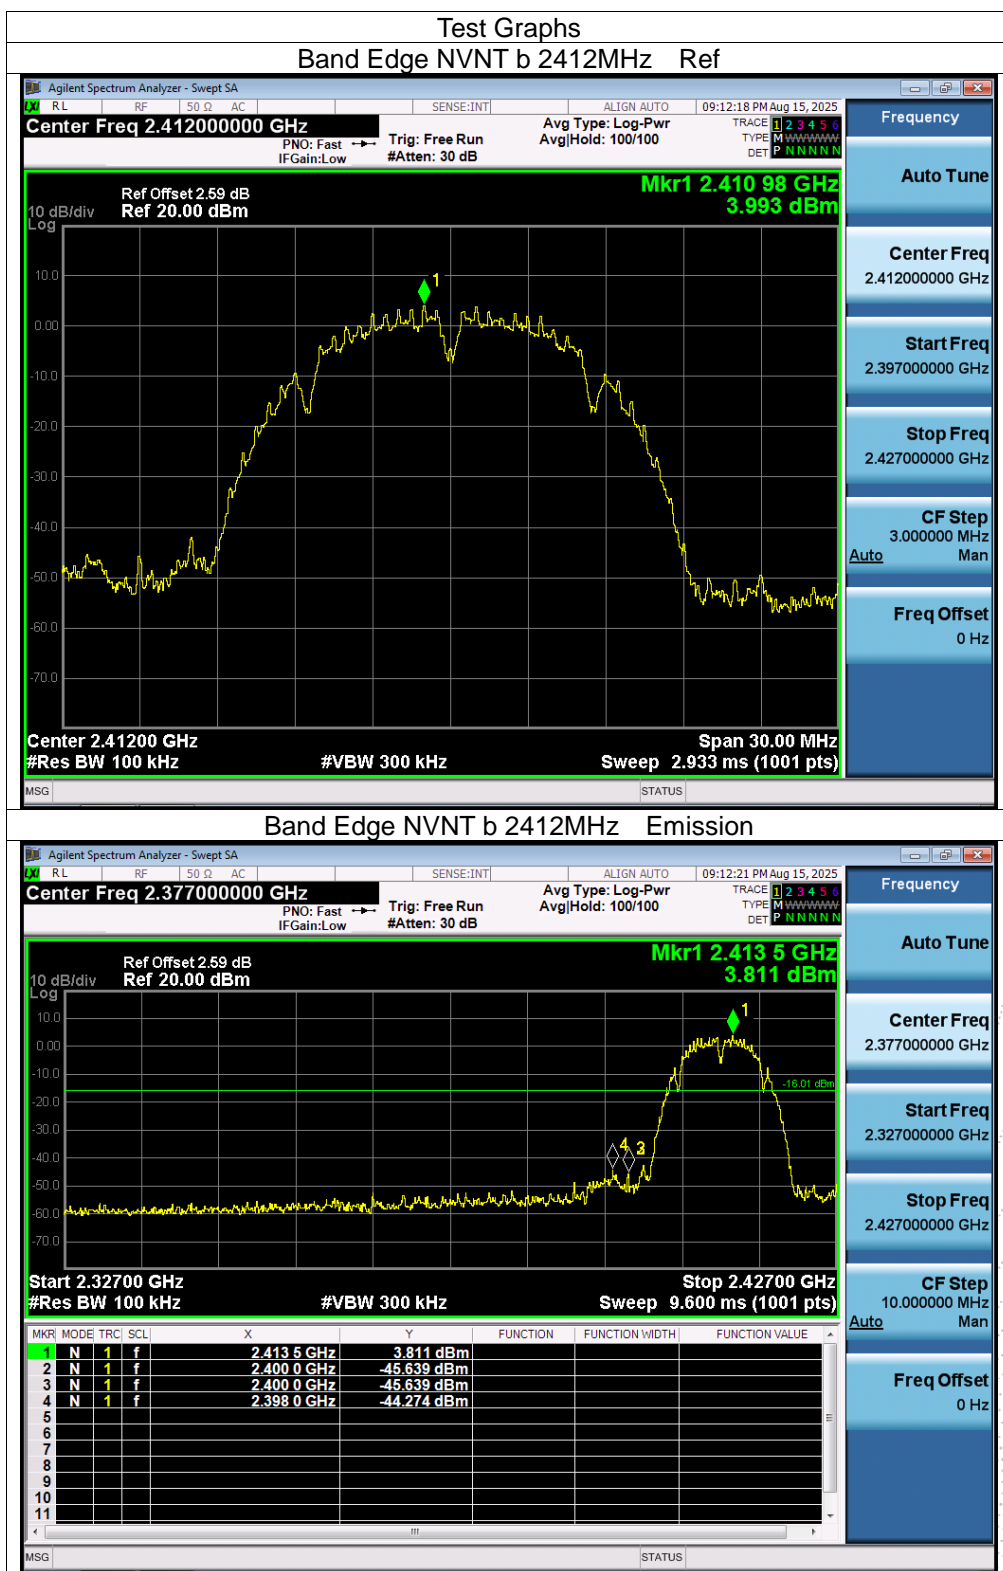 Test Graphs
Band Edge NVNT b 2412MHz Ref
Agilent Spectrum Analyzer - Swept SA
LXI RL RF 50 Ω AC SENSE:INT ALIGN AUTO 09:12:18 PM Aug 15, 2025
Center Freq 2.412000000 GHz
PNO: Fast
IFGain:Low
Trig: Free Run
#Atten: 30 dB
Avg Type: Log-Pwr
Avg|Hold: 100/100
TRACE 1 2 3 4 5 6
TYPE M WWWWW
DET P N N N N N
Frequency
Auto Tune
Center Freq
2.412000000 GHz
Start Freq
2.397000000 GHz
Stop Freq
2.427000000 GHz
CF Step
3.000000 MHz
Auto Man
Freq Offset
0 Hz
Mkr1 2.410 98 GHz
3.993 dBm
Ref Offset 2.59 dB
10 dB/div Ref 20.00 dBm
Log
10.0
0.00
-10.0
-20.0
-30.0
-40.0
-50.0
-60.0
-70.0
1
Center 2.41200 GHz Span 30.00 MHz
#Res BW 100 kHz #VBW 300 kHz Sweep 2.933 ms (1001 pts)
MSG STATUS
Band Edge NVNT b 2412MHz Emission
Agilent Spectrum Analyzer - Swept SA
LXI RL RF 50 Ω AC SENSE:INT ALIGN AUTO 09:12:21 PM Aug 15, 2025
Center Freq 2.377000000 GHz
PNO: Fast
IFGain:Low
Trig: Free Run
#Atten: 30 dB
Avg Type: Log-Pwr
Avg|Hold: 100/100
TRACE 1 2 3 4 5 6
TYPE M WWWWW
DET P N N N N N
Frequency
Auto Tune
Center Freq
2.377000000 GHz
Start Freq
2.327000000 GHz
Stop Freq
2.427000000 GHz
CF Step
10.000000 MHz
Auto Man
Freq Offset
0 Hz
Mkr1 2.413 5 GHz
3.811 dBm
Ref Offset 2.59 dB
10 dB/div Ref 20.00 dBm
Log
10.0
0.00
-10.0
-20.0
-30.0
-40.0
-50.0
-60.0
-70.0
1
-16.01 dBm
4 3
Start 2.32700 GHz Stop 2.42700 GHz
#Res BW 100 kHz #VBW 300 kHz Sweep 9.600 ms (1001 pts)
MKR MODE TRC SCL X Y FUNCTION FUNCTION WIDTH FUNCTION VALUE
1 N 1 f 2.413 5 GHz 3.811 dBm
2 N 1 f 2.400 0 GHz -45.639 dBm
3 N 1 f 2.400 0 GHz -45.639 dBm
4 N 1 f 2.398 0 GHz -44.274 dBm
5
6
7
8
9
10
11
MSG STATUS